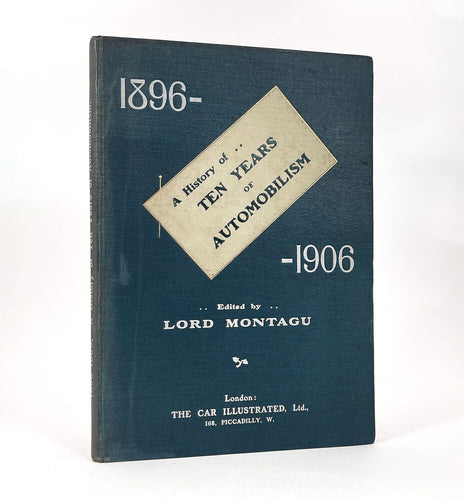 1896-
A History of ..
TEN YEARS
OF
AUTOMOBILISM
-1906
.. Edited by ..
LORD MONTAGU
London:
THE CAR ILLUSTRATED, Ltd.,
168, PICCADILLY, W.